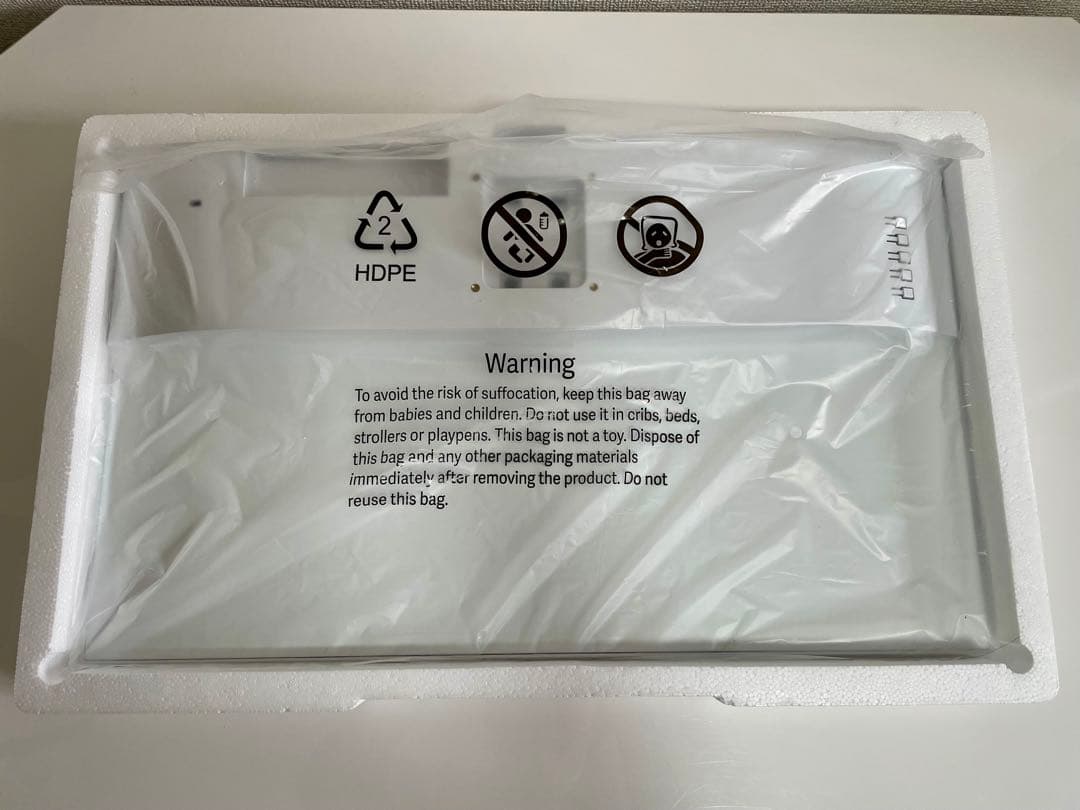 2
HDPE
Warning
To avoid the risk of suffocation, keep this bag away
from babies and children. Do not use it in cribs, beds,
strollers or playpens. This bag is not a toy. Dispose of
this bag and any other packaging materials
immediately after removing the product. Do not
reuse this bag.